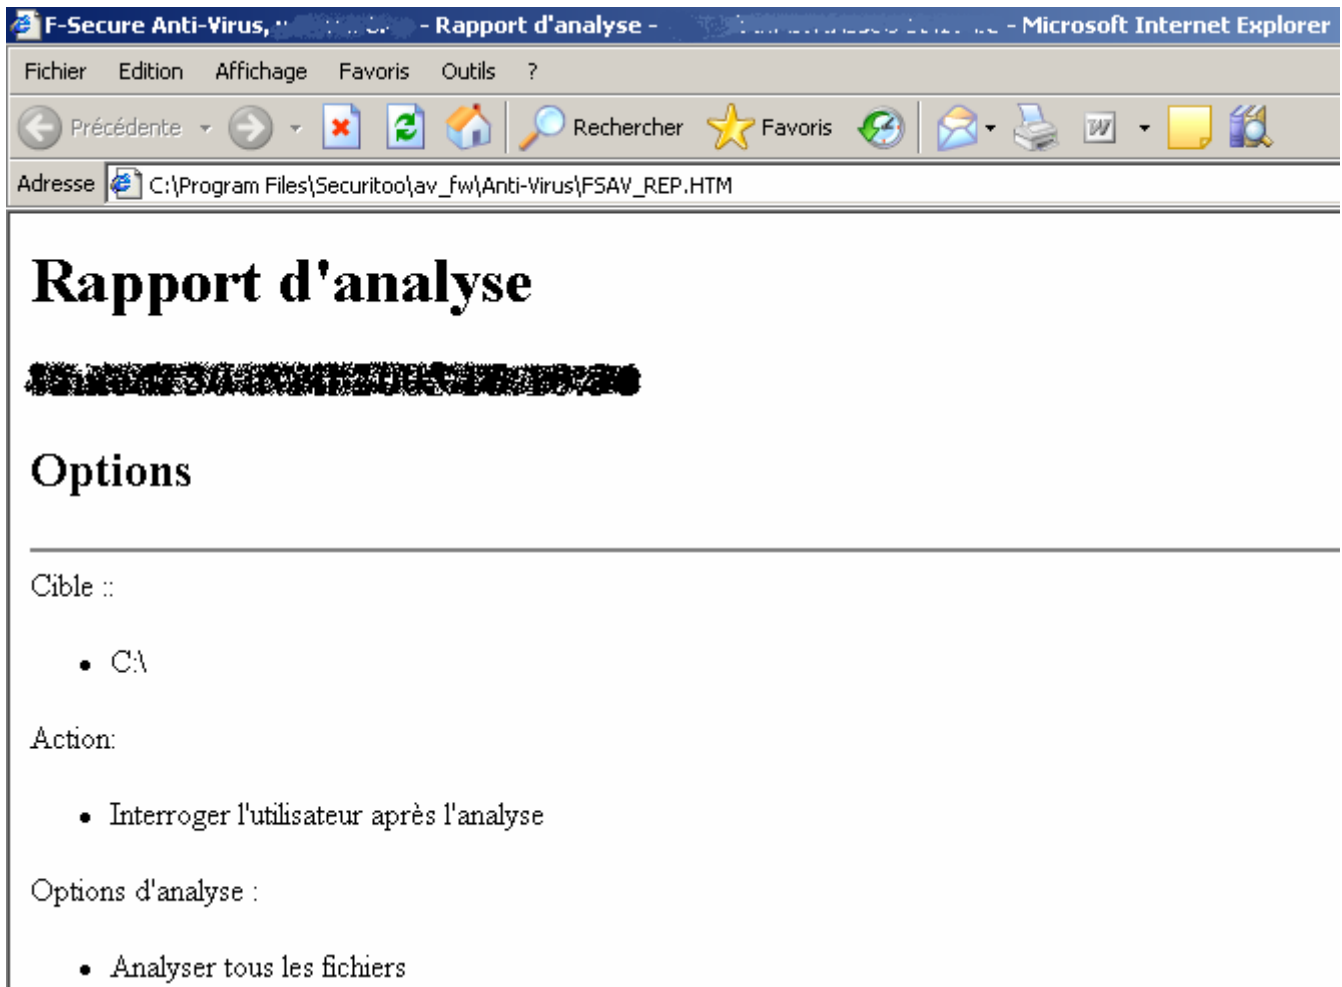 F-Secure Anti-Virus, - Rapport d'analyse - - Microsoft Internet Explorer
Fichier Edition Affichage Favoris Outils ?
Précédente Rechercher Favoris
Adresse C:\Program Files\Securitoo\av_fw\Anti-Virus\FSAV_REP.HTM
Rapport d'analyse
Options
Cible ::
• C:\
Action:
• Interroger l'utilisateur après l'analyse
Options d'analyse :
• Analyser tous les fichiers